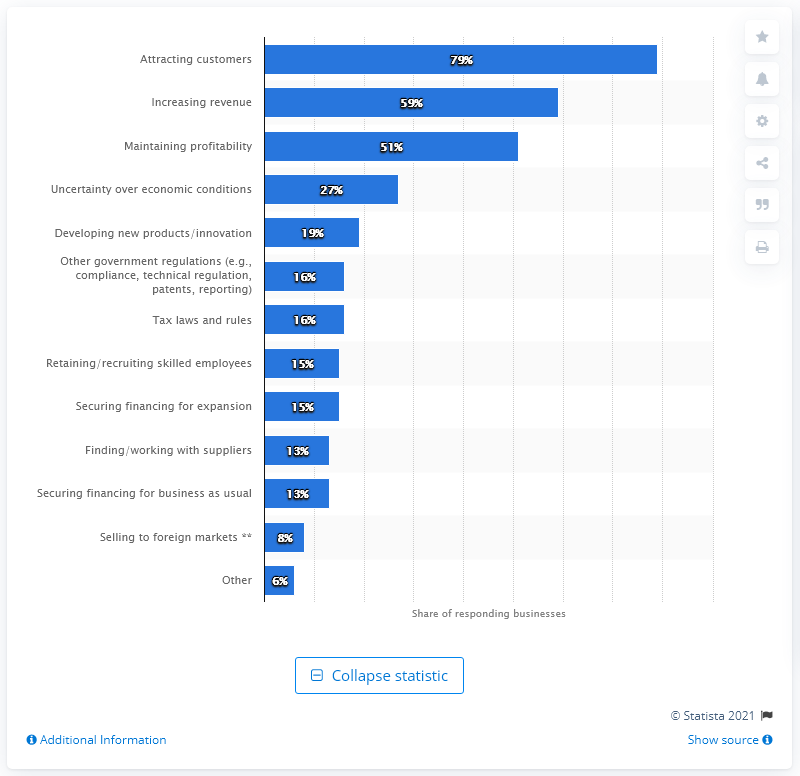 Attracting customers
79%
Increasing revenue
59%
Maintaining profitability
51%
Uncertainty over economic conditions
27%
Developing new products/innovation
19%
Other government regulations (e.g.,
compliance, technical regulation,
patents, reporting)
16%
Tax laws and rules
16%
Retaining/recruiting skilled employees
15%
Securing financing for expansion
15%
Finding/working with suppliers
13%
Securing financing for business as usual
13%
Selling to foreign markets **
8%
Other
6%
Share of responding businesses
Collapse statistic
© Statista 2021
Additional Information
Show source